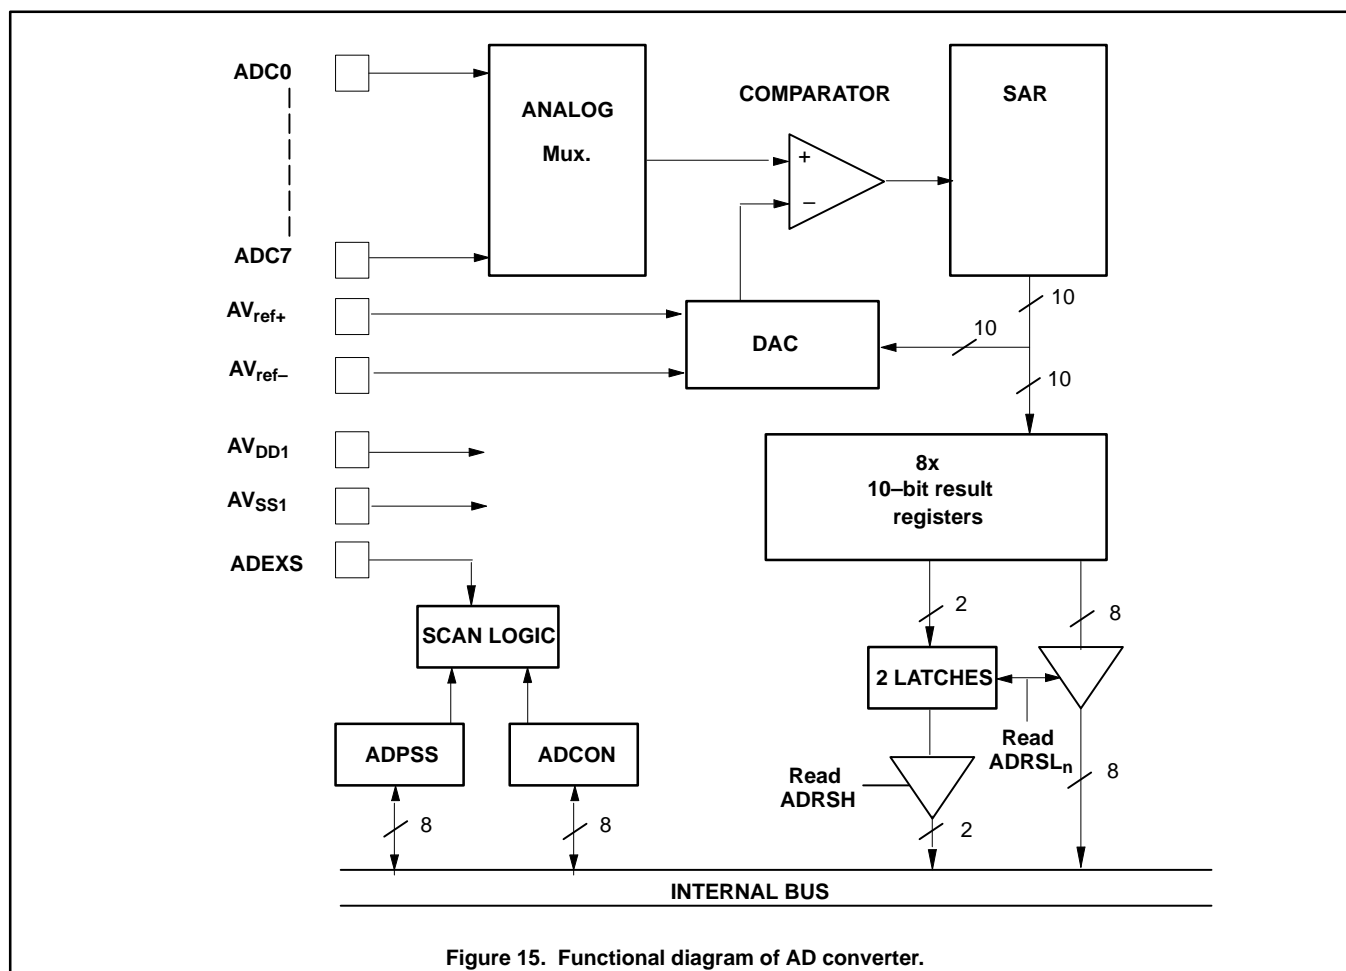 ADC0
ANALOG
Mux.
COMPARATOR
SAR
+
–
ADC7
AVref+
AVref–
DAC
10
10
10
AVDD1
AVSS1
ADEXS
8x
10–bit result
registers
SCAN LOGIC
2
8
2 LATCHES
ADPSS
ADCON
Read
ADRSLn
Read
ADRSH
8
8
8
2
INTERNAL BUS
Figure 15. Functional diagram of AD converter.